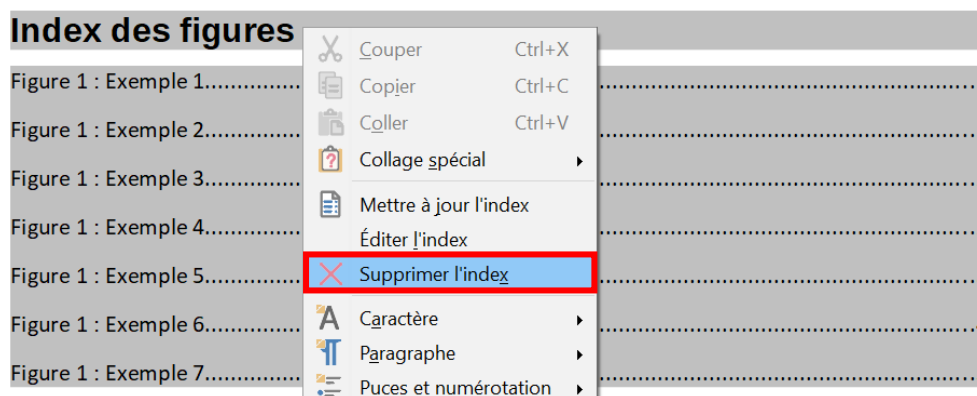 Index des figures
Couper Ctrl+X
Figure 1 : Exemple 1
Copier Ctrl+C
Coller Ctrl+V
Figure 1 : Exemple 2
Collage spécial
Figure 1 : Exemple 3
Mettre à jour l'index
Figure 1 : Exemple 4
Éditer l'index
Supprimer l'index
Figure 1 : Exemple 5
Caractère
Figure 1 : Exemple 6
Paragraphe
Figure 1 : Exemple 7
Puces et numérotation